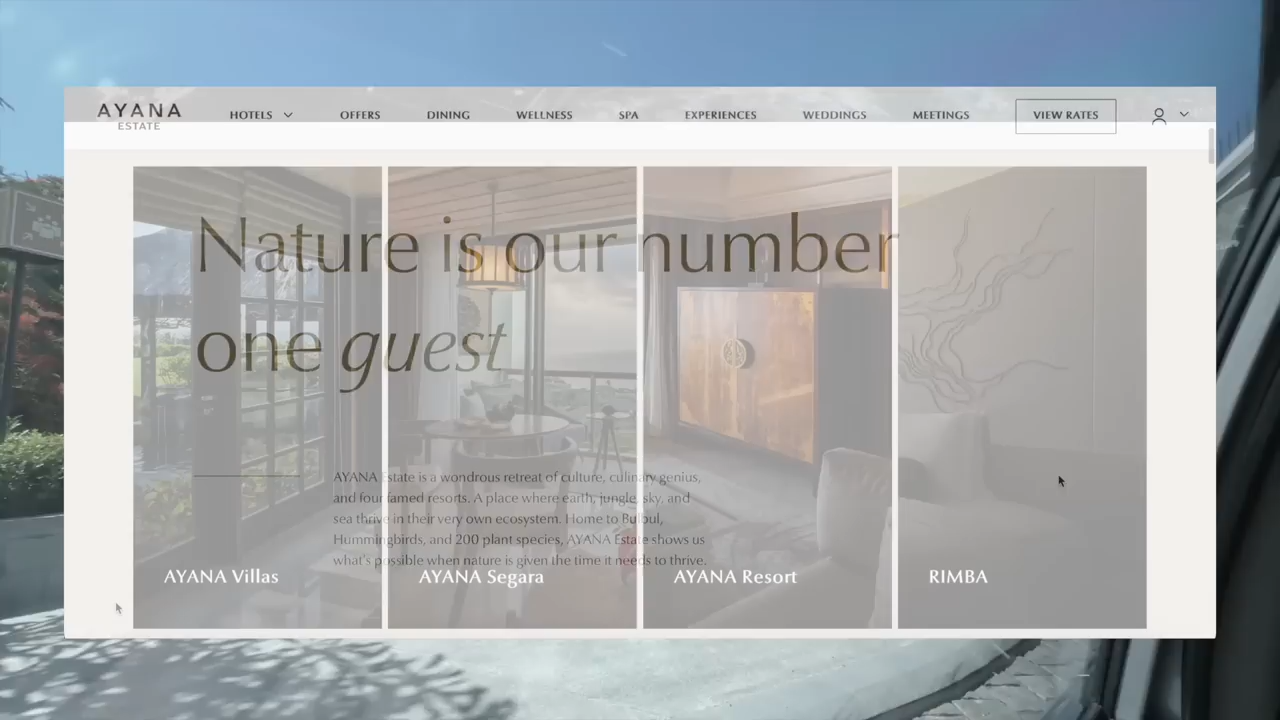 AYANA
ESTATE
HOTELS
OFFERS
DINING
WELLNESS
SPA
EXPERIENCES
WEDDINGS
MEETINGS
VIEW RATES
Nature is our number
one guest
AYANA Estate is a wondrous retreat of culture, culinary genius,
and four famed resorts. A place where earth, jungle, sky, and
sea thrive in their very own ecosystem. Home to Bulbul,
Hummingbirds, and 200 plant species, AYANA Estate shows us
what's possible when nature is given the time it needs to thrive.
AYANA Villas
AYANA Segara
AYANA Resort
RIMBA